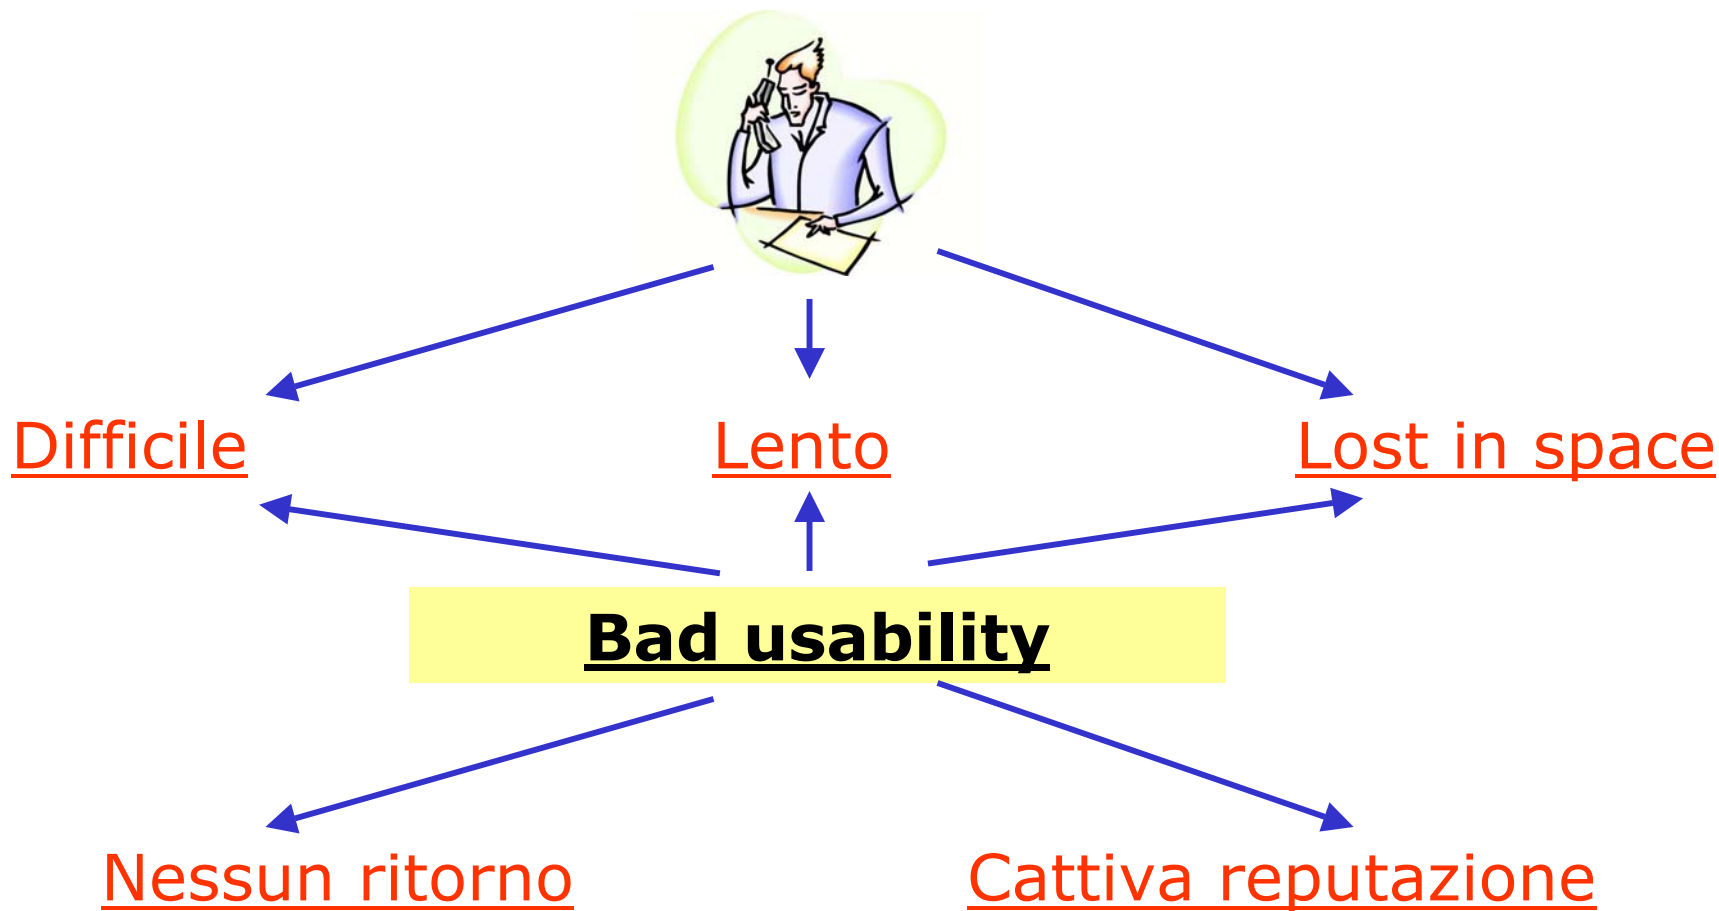 Difficile
Lento
Lost in space
Bad usability
Nessun ritorno
Cattiva reputazione